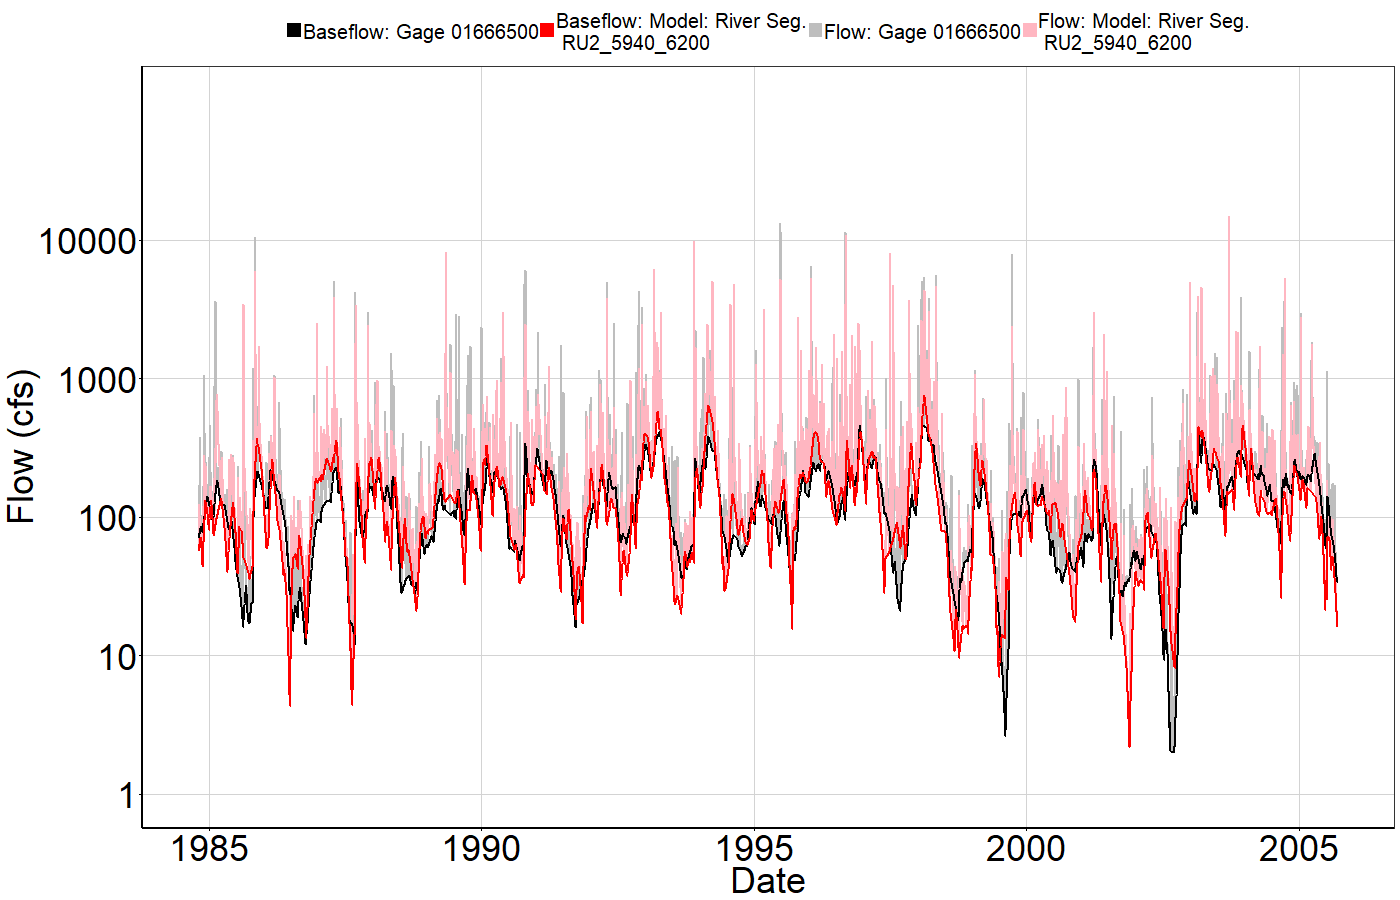 Baseflow: Gage 01666500 Baseflow: Model: River Seg. Flow: Gage 01666500 Flow: Model: River Seg.
RU2_5940_6200 RU2_5940_6200
Flow (cfs)
10000
1000
100
10
1
1985 1990 1995 2000 2005
Date